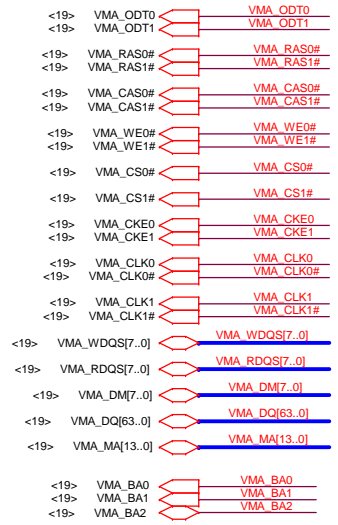 <19> VMA_ODT0 VMA_ODT0
<19> VMA_ODT1 VMA_ODT1
<19> VMA_RAS0# VMA_RAS0#
<19> VMA_RAS1# VMA_RAS1#
<19> VMA_CAS0# VMA_CAS0#
<19> VMA_CAS1# VMA_CAS1#
<19> VMA_WE0# VMA_WE0#
<19> VMA_WE1# VMA_WE1#
<19> VMA_CS0# VMA_CS0#
<19> VMA_CS1# VMA_CS1#
<19> VMA_CKE0 VMA_CKE0
<19> VMA_CKE1 VMA_CKE1
<19> VMA_CLK0 VMA_CLK0
<19> VMA_CLK0# VMA_CLK0#
<19> VMA_CLK1 VMA_CLK1
<19> VMA_CLK1# VMA_CLK1#
<19> VMA_WDQS[7..0] VMA_WDQS[7..0]
<19> VMA_RDQS[7..0] VMA_RDQS[7..0]
<19> VMA_DM[7..0] VMA_DM[7..0]
<19> VMA_DQ[63..0] VMA_DQ[63..0]
<19> VMA_MA[13..0] VMA_MA[13..0]
<19> VMA_BA0 VMA_BA0
<19> VMA_BA1 VMA_BA1
<19> VMA_BA2 VMA_BA2